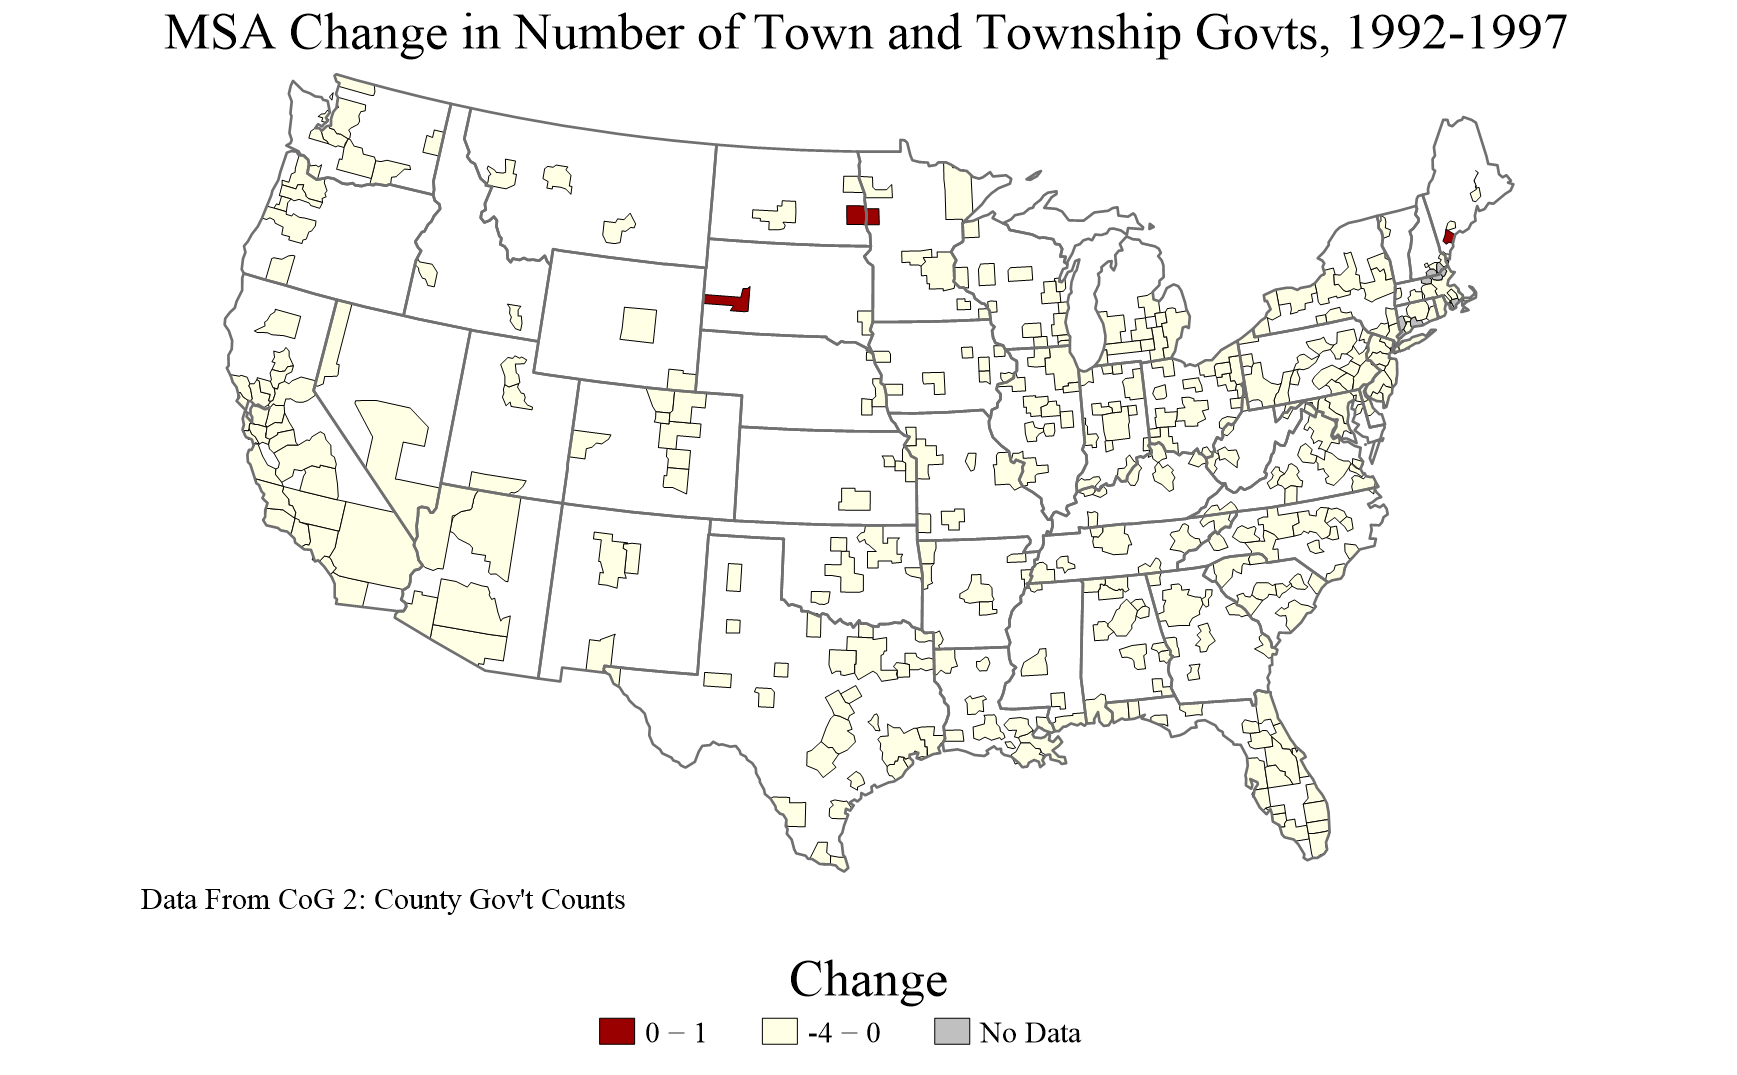 MSA Change in Number of Town and Township Govts, 1992-1997
Data From CoG 2: County Gov't Counts
Change
0 – 1
-4 – 0
No Data